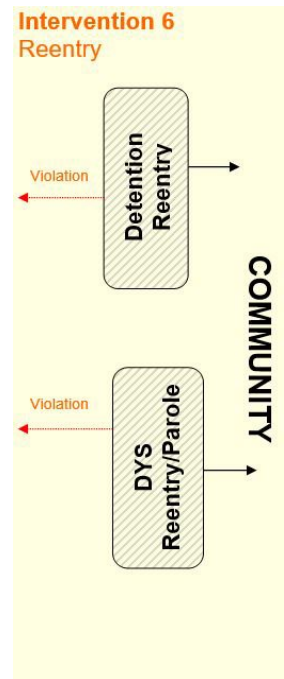 Intervention 6
Reentry
Violation
Detention
Reentry
COMMUNITY
Violation
DYS
Reentry/Parole